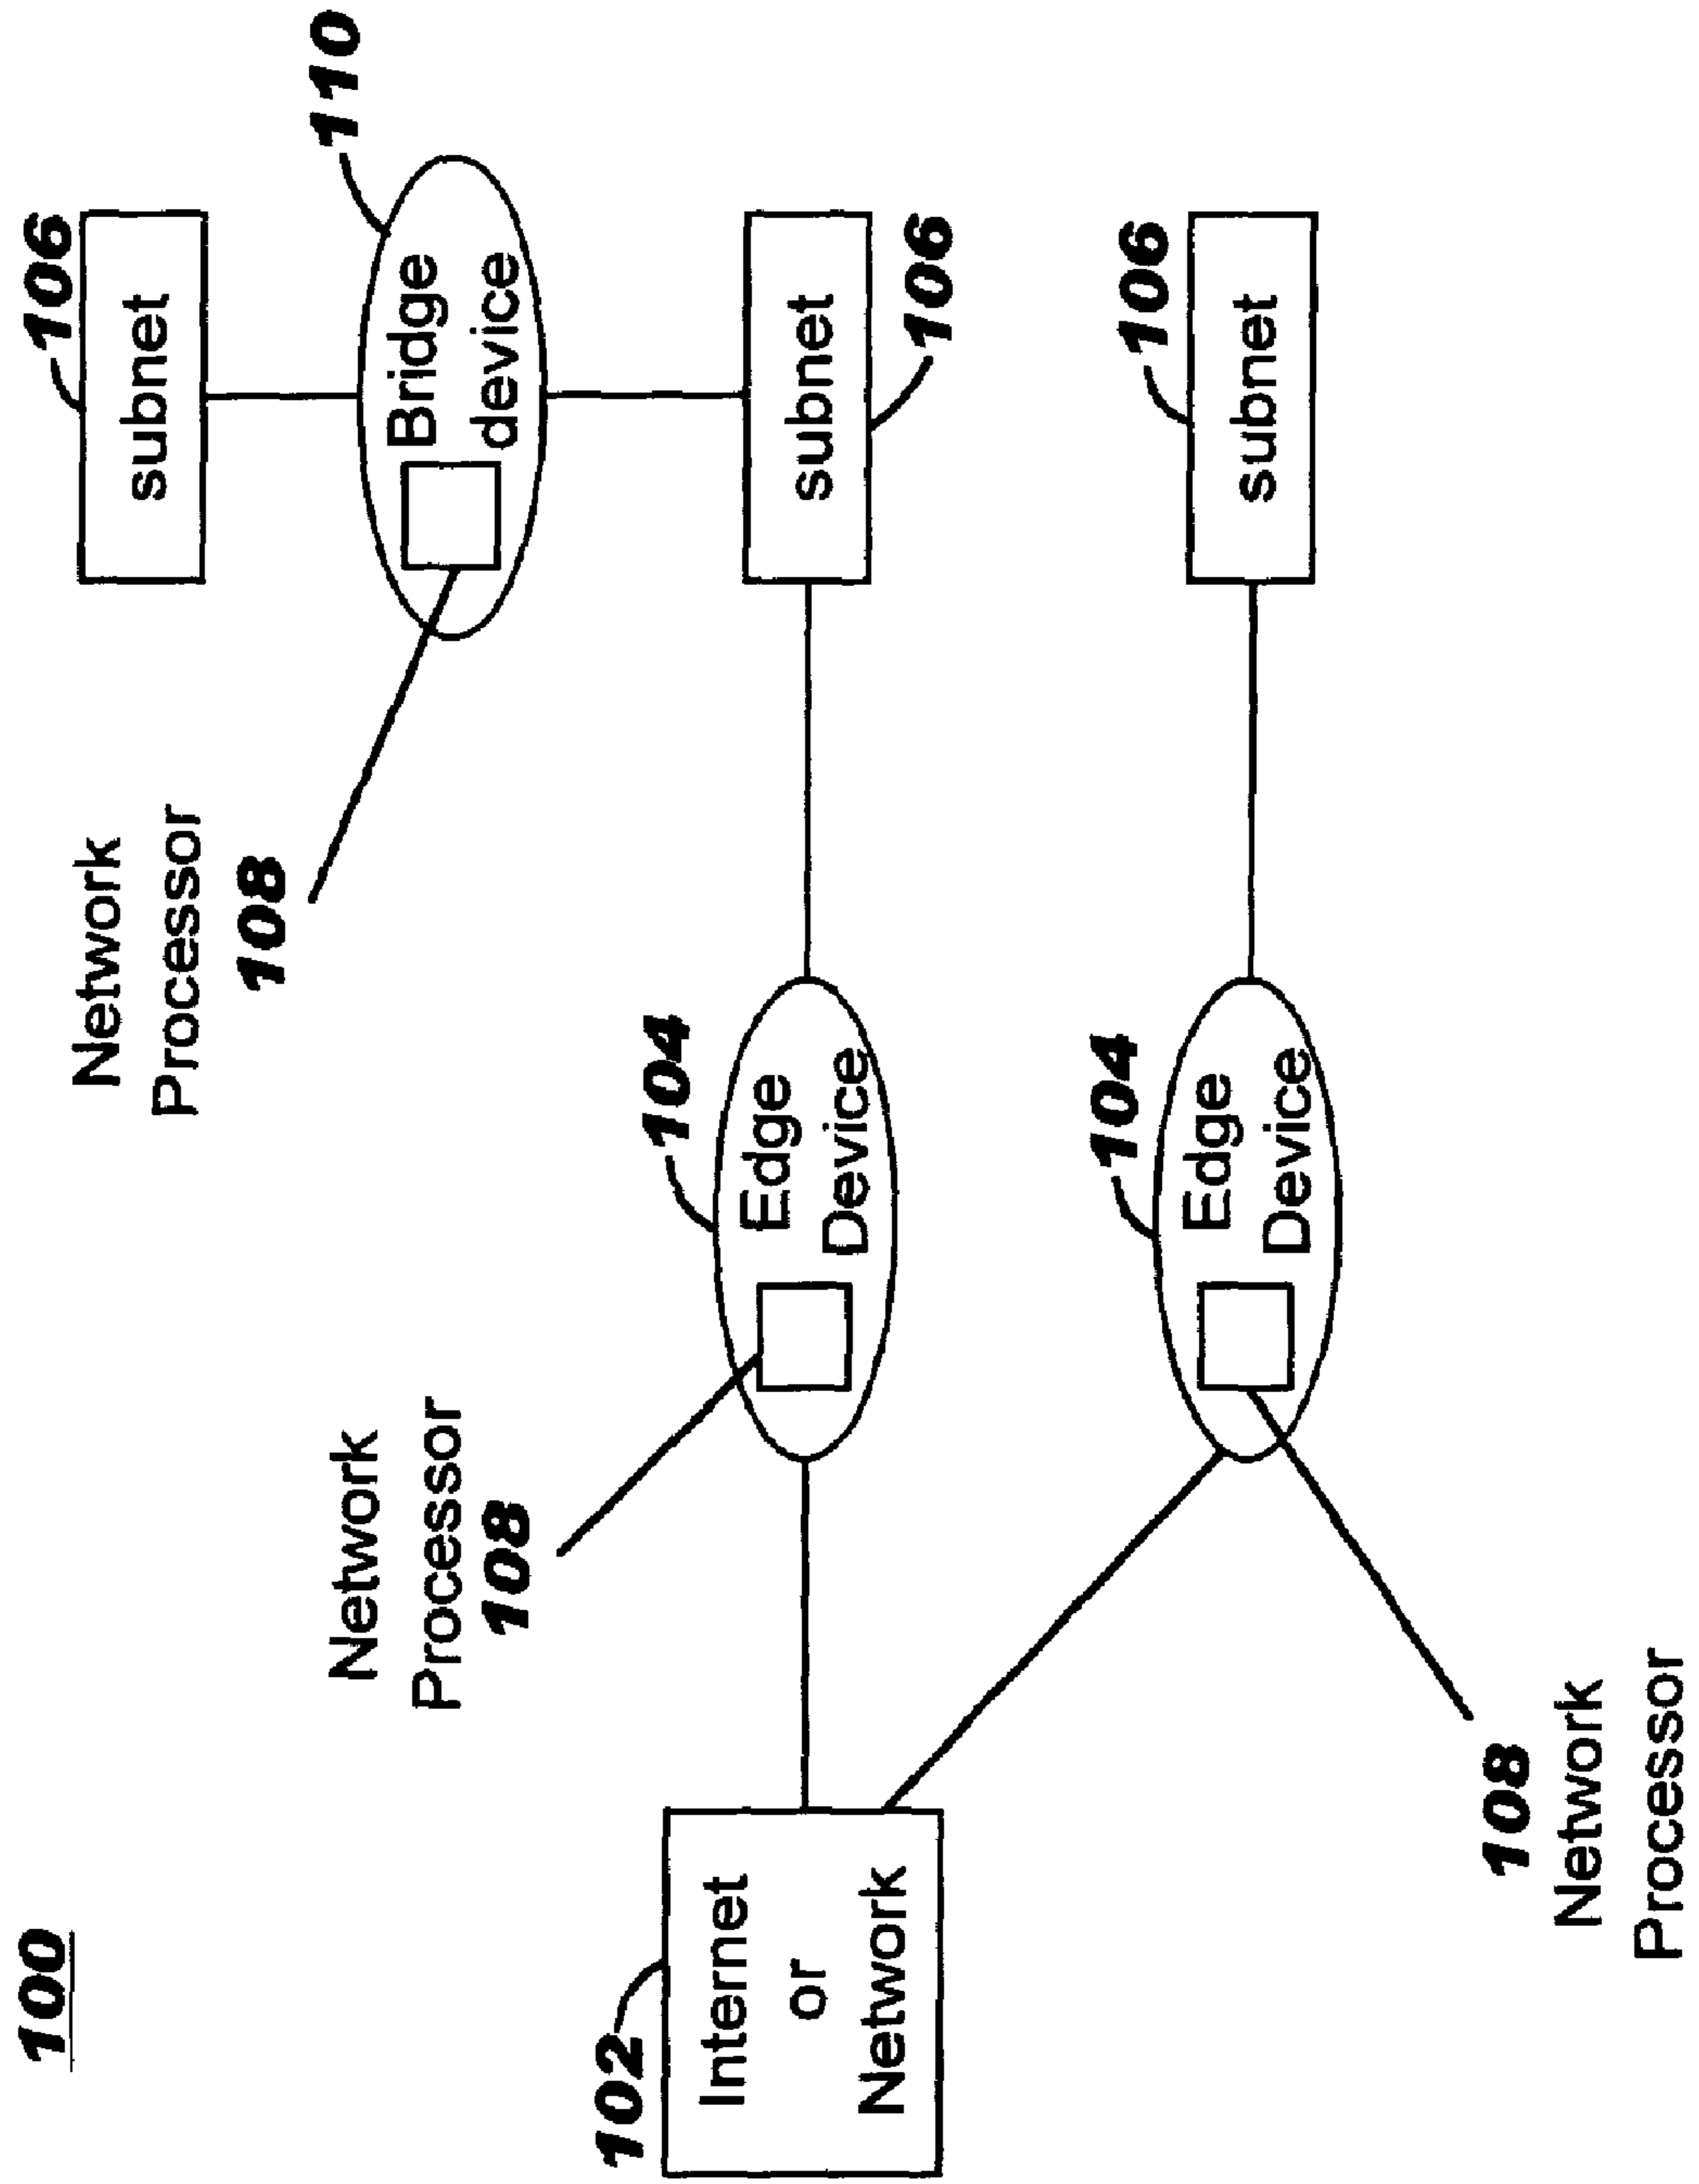 100
106
subnet
110
Bridge
device
Network
Processor
108
Network
Processor
108
104
Edge
Device
subnet
106
102
Internet
or
Network
104
Edge
Device
106
subnet
108
Network
Processor